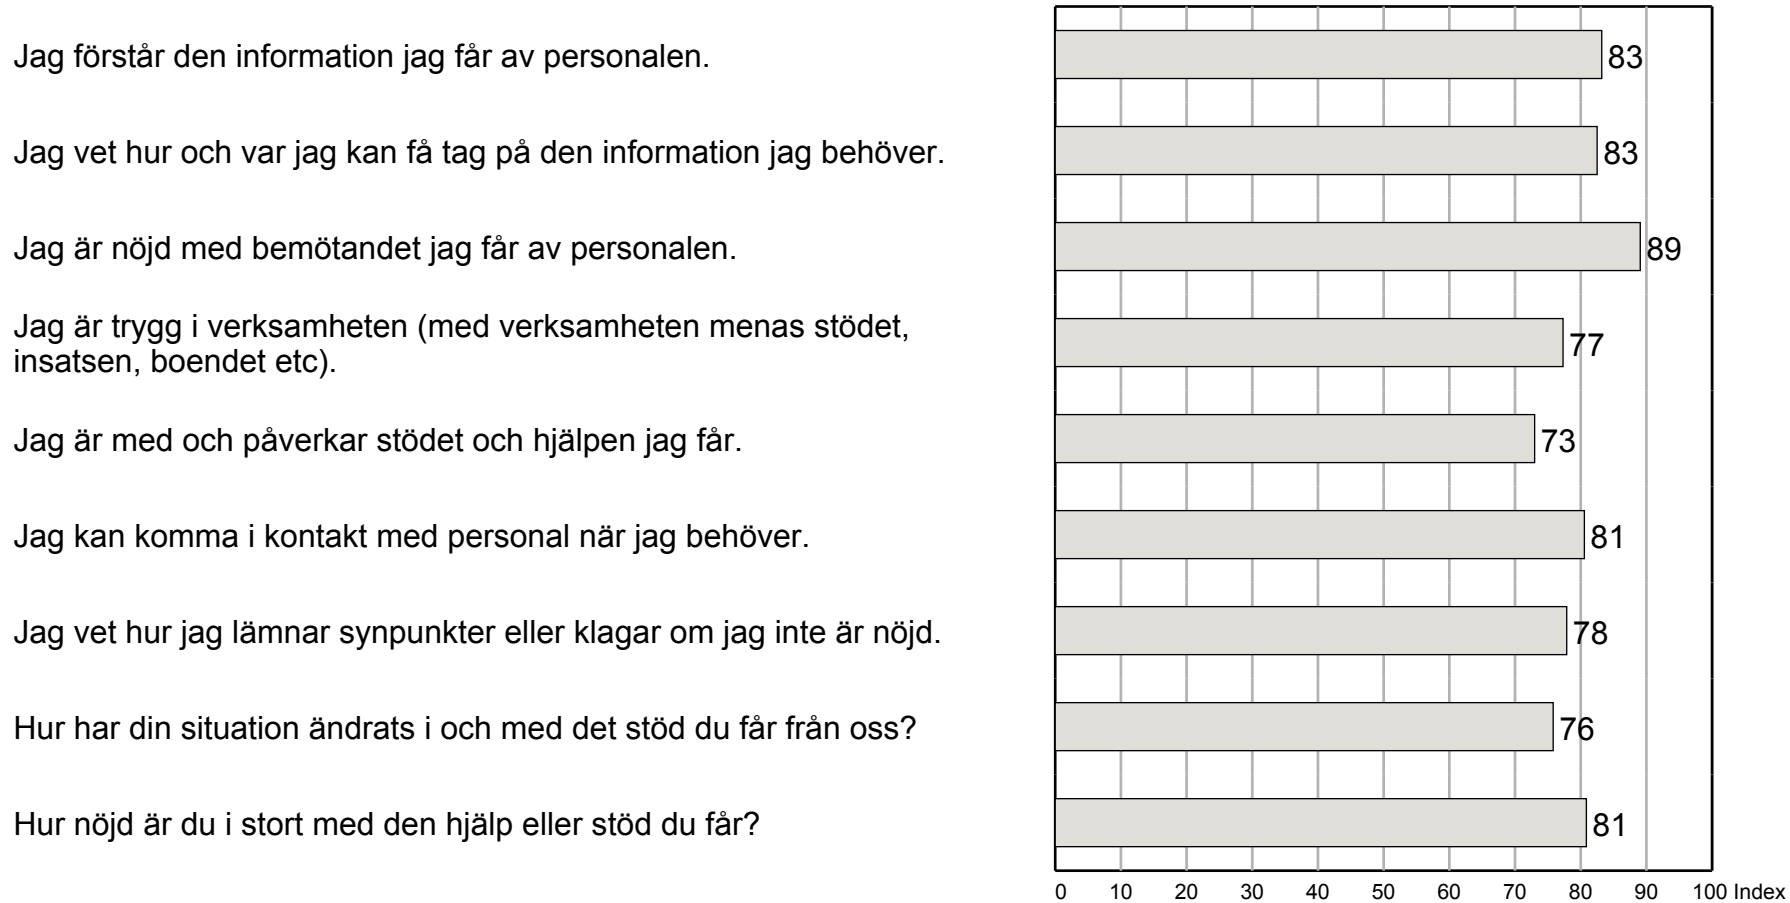 Jag förstår den information jag får av personalen.
83
Jag vet hur och var jag kan få tag på den information jag behöver.
83
Jag är nöjd med bemötandet jag får av personalen.
89
Jag är trygg i verksamheten (med verksamheten menas stödet,
insatsen, boendet etc).
77
Jag är med och påverkar stödet och hjälpen jag får.
73
Jag kan komma i kontakt med personal när jag behöver.
81
Jag vet hur jag lämnar synpunkter eller klagar om jag inte är nöjd.
78
Hur har din situation ändrats i och med det stöd du får från oss?
76
Hur nöjd är du i stort med den hjälp eller stöd du får?
81
0 10 20 30 40 50 60 70 80 90 100 Index